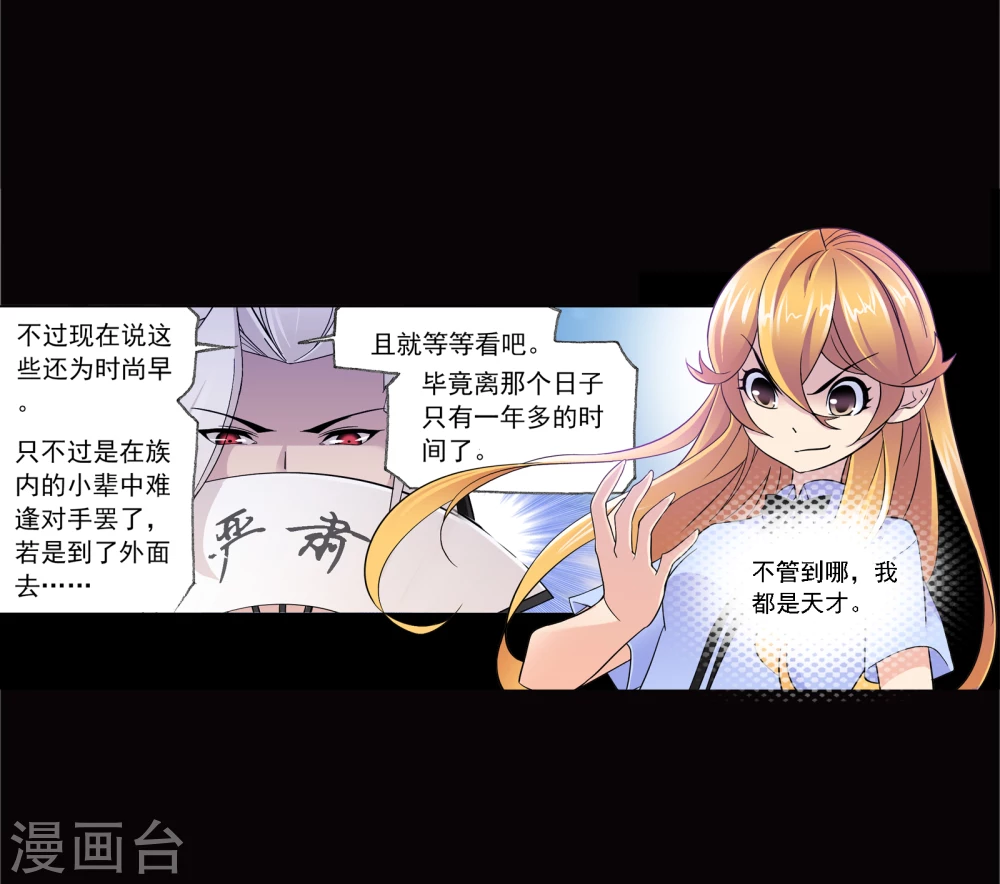 不过现在说这
些还为时尚早
。
只不过是在族
内的小辈中难
逢对手罢了，
若是到了外面
去……
且就等等看吧。
毕竟离那个日子
只有一年多的时
间了。
严肃
不管到哪，我
都是天才。
漫画台